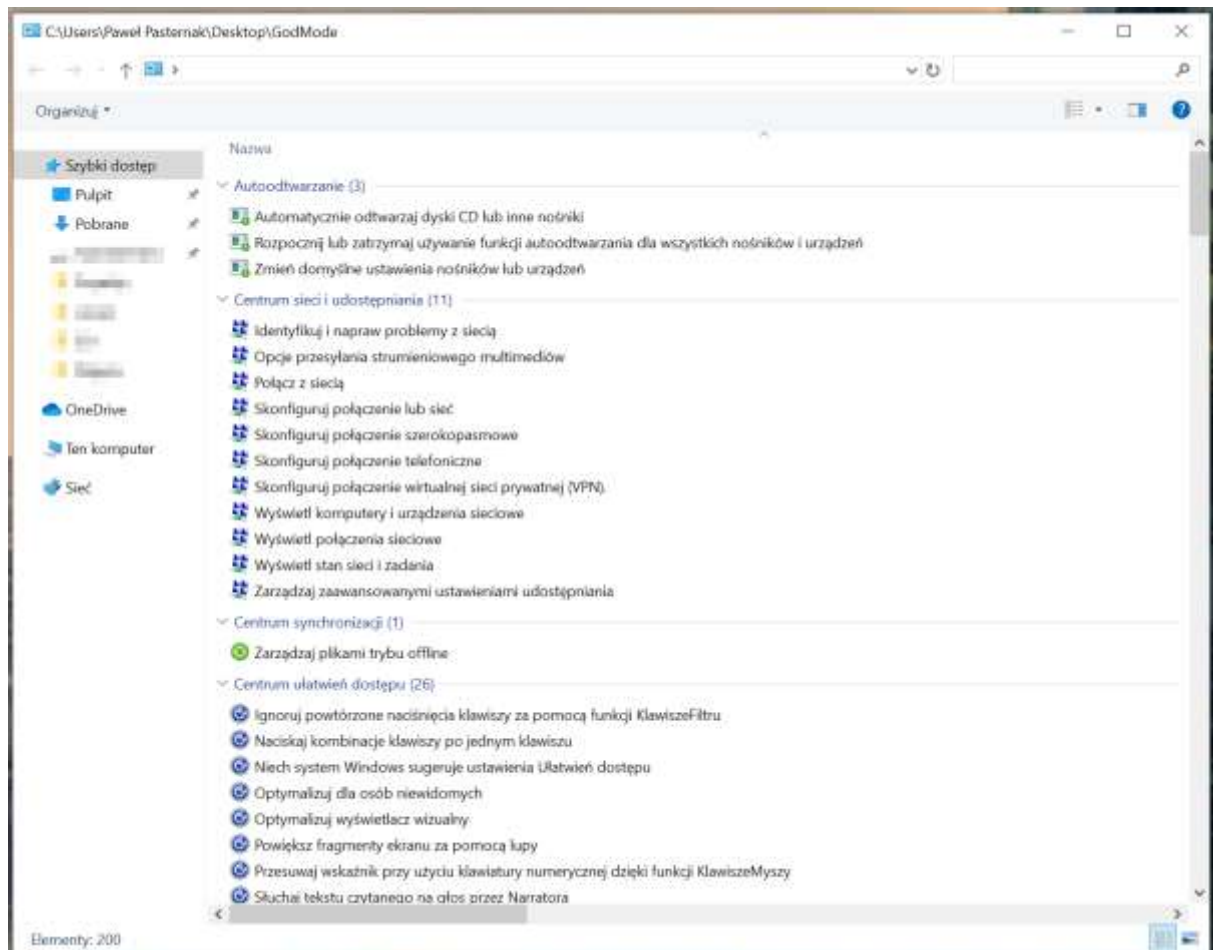 C:\Users\Paweł Pasternak\Desktop\GodMode
Organizuj
Nazwa
Szybki dostęp
Pulpit
Pobrane
OneDrive
Ten komputer
Sieć
Autoodtwarzanie (3)
Automatycznie odtwarzaj dyski CD lub inne nośniki
Rozpocznij lub zatrzymaj używanie funkcji autoodtwarzania dla wszystkich nośników i urządzeń
Zmień domyślne ustawienia nośników lub urządzeń
Centrum sieci i udostępniania (11)
Identyfikuj i napraw problemy z siecią
Opcje przesyłania strumieniowego multimediów
Połącz z siecią
Skonfiguruj połączenie lub sieć
Skonfiguruj połączenie szerokopasmowe
Skonfiguruj połączenie telefoniczne
Skonfiguruj połączenie wirtualnej sieci prywatnej (VPN)
Wyświetl komputery i urządzenia sieciowe
Wyświetl połączenia sieciowe
Wyświetl stan sieci i zadania
Zarządzaj zaawansowanymi ustawieniami udostępniania
Centrum synchronizacji (1)
Zarządzaj plikami trybu offline
Centrum ułatwień dostępu (26)
Ignoruj powtórzone naciśnięcia klawiszy za pomocą funkcji KlawiszeFiltru
Naciskaj kombinacje klawiszy po jednym klawiszu
Niech system Windows sugeruje ustawienia Ułatwień dostępu
Optymalizuj dla osób niewidomych
Optymalizuj wyświetlacz wizualny
Powiększ fragmenty ekranu za pomocą lupy
Przesuwaj wskaźnik przy użyciu klawiatury numerycznej dzięki funkcji KlawiszeMyszy
Słuchaj tekstu czytanego na głos przez Narratora
Elementy: 200